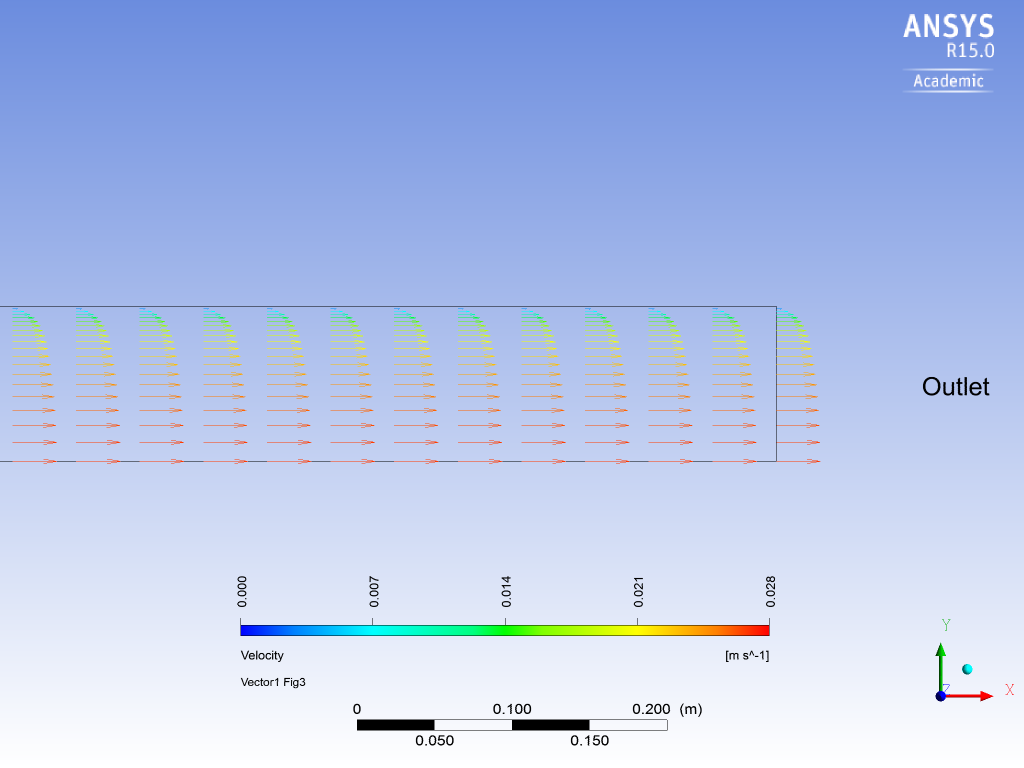 ANSYS
R15.0
Academic
Outlet
0.000 0.007 0.014 0.021 0.028
Velocity [m s^-1]
Vector1 Fig3
0 0.100 0.200 (m)
0.050 0.150
Y
Z
X